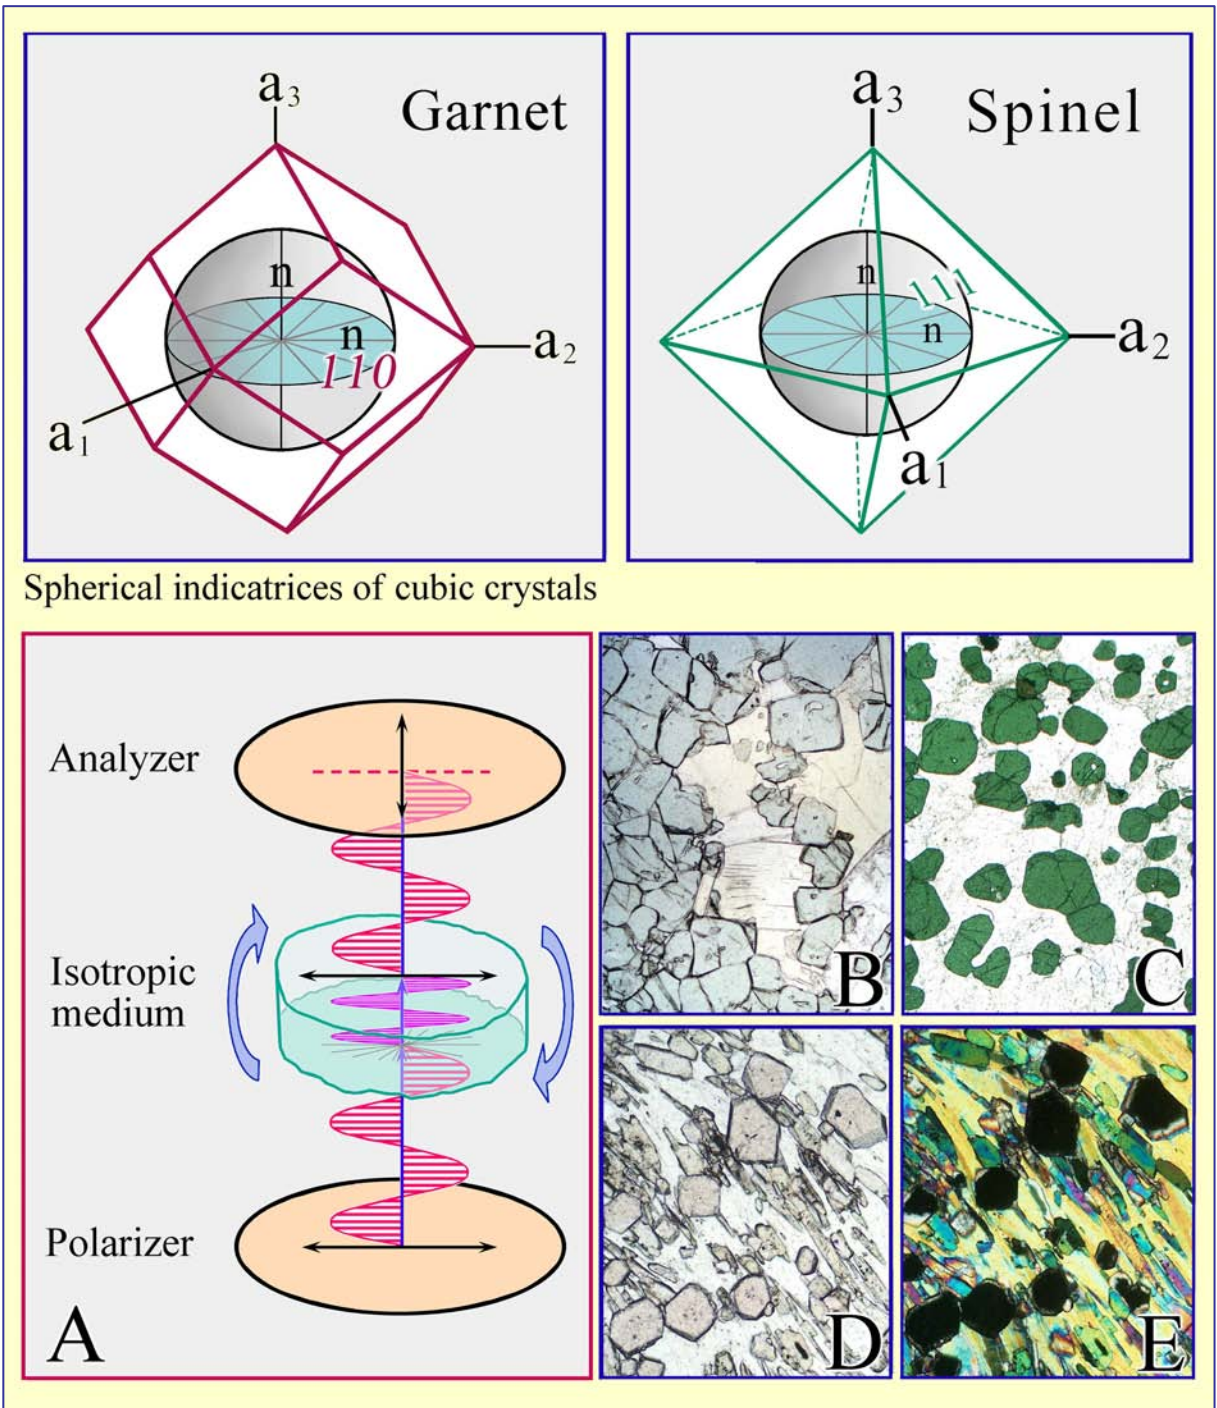 a3
Garnet
n
n
110
a2
a1
a3
Spinel
n
111
n
a2
a1
Spherical indicatrices of cubic crystals
Analyzer
Isotropic
medium
Polarizer
A
B
C
D
E